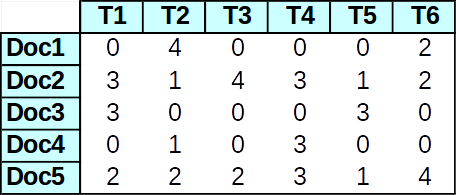 T1 T2 T3 T4 T5 T6
Doc1 0 4 0 0 0 2
Doc2 3 1 4 3 1 2
Doc3 3 0 0 0 3 0
Doc4 0 1 0 3 0 0
Doc5 2 2 2 3 1 4